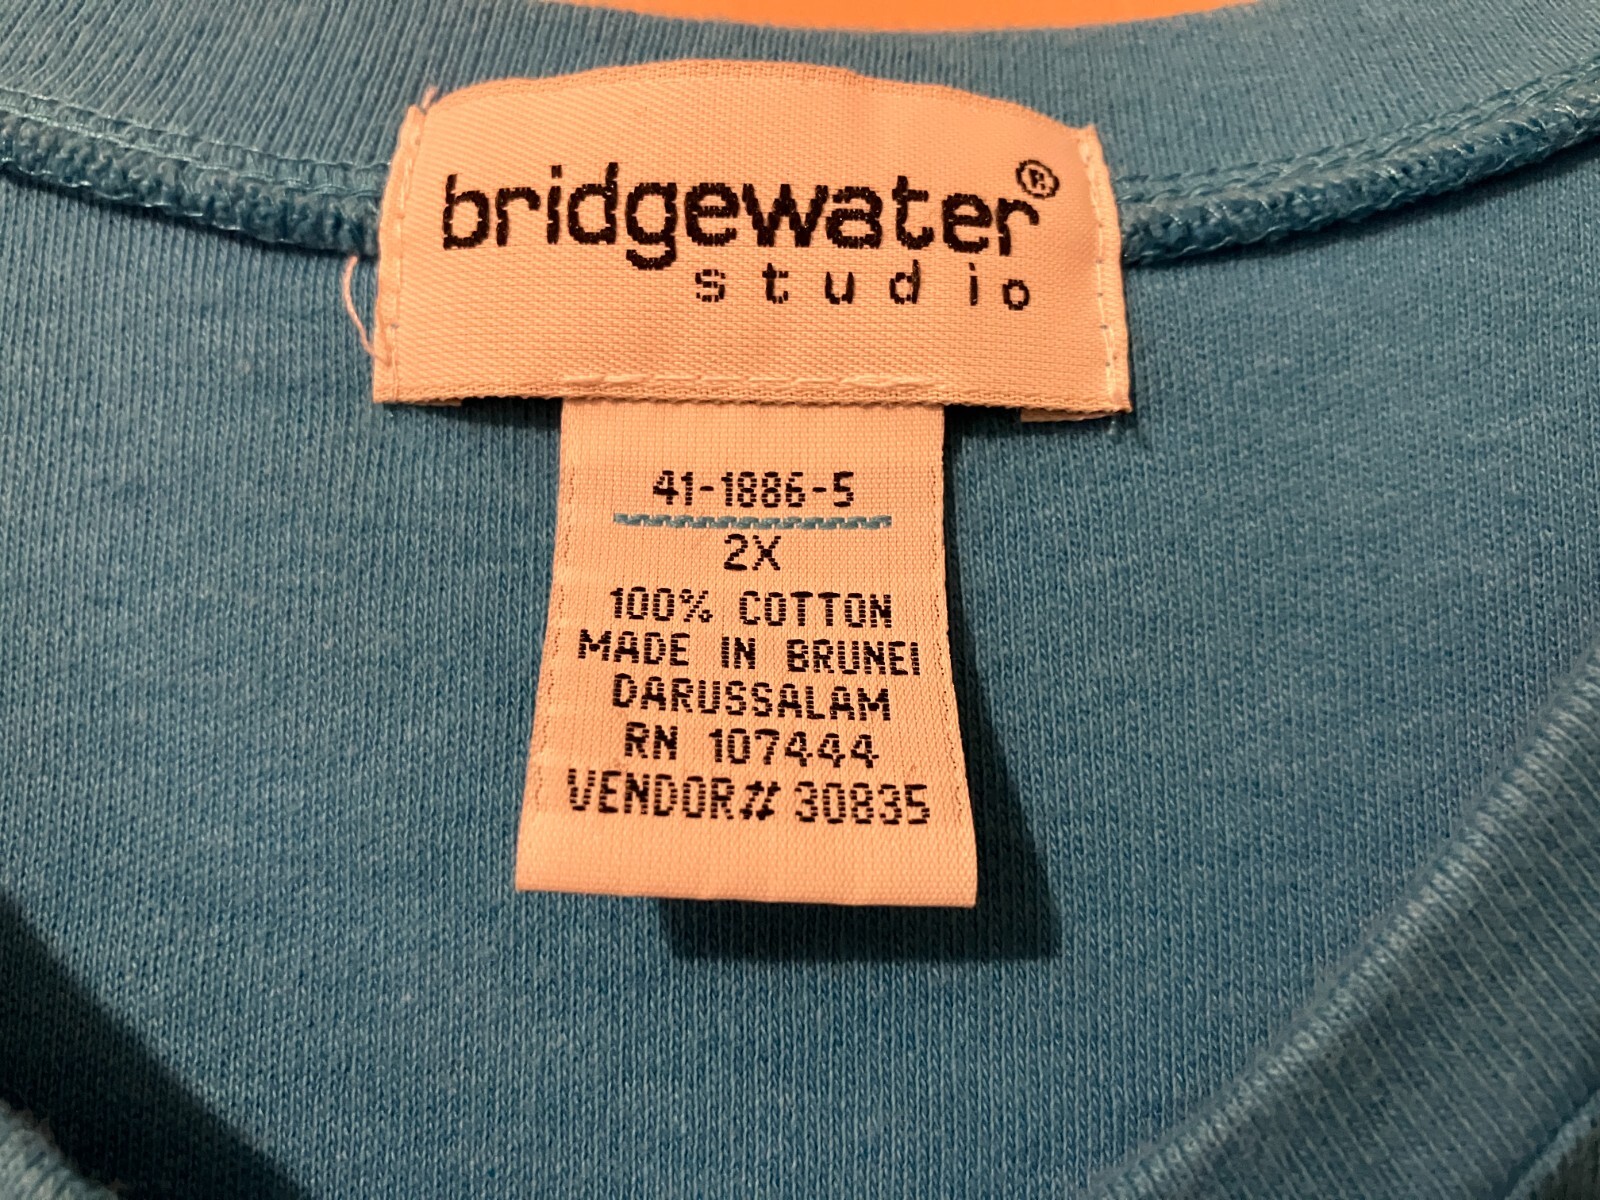 bridgewater®
studio
41-1886-5
2X
100% COTTON
MADE IN BRUNEI
DARUSSALAM
RN 107444
VENDOR# 30835